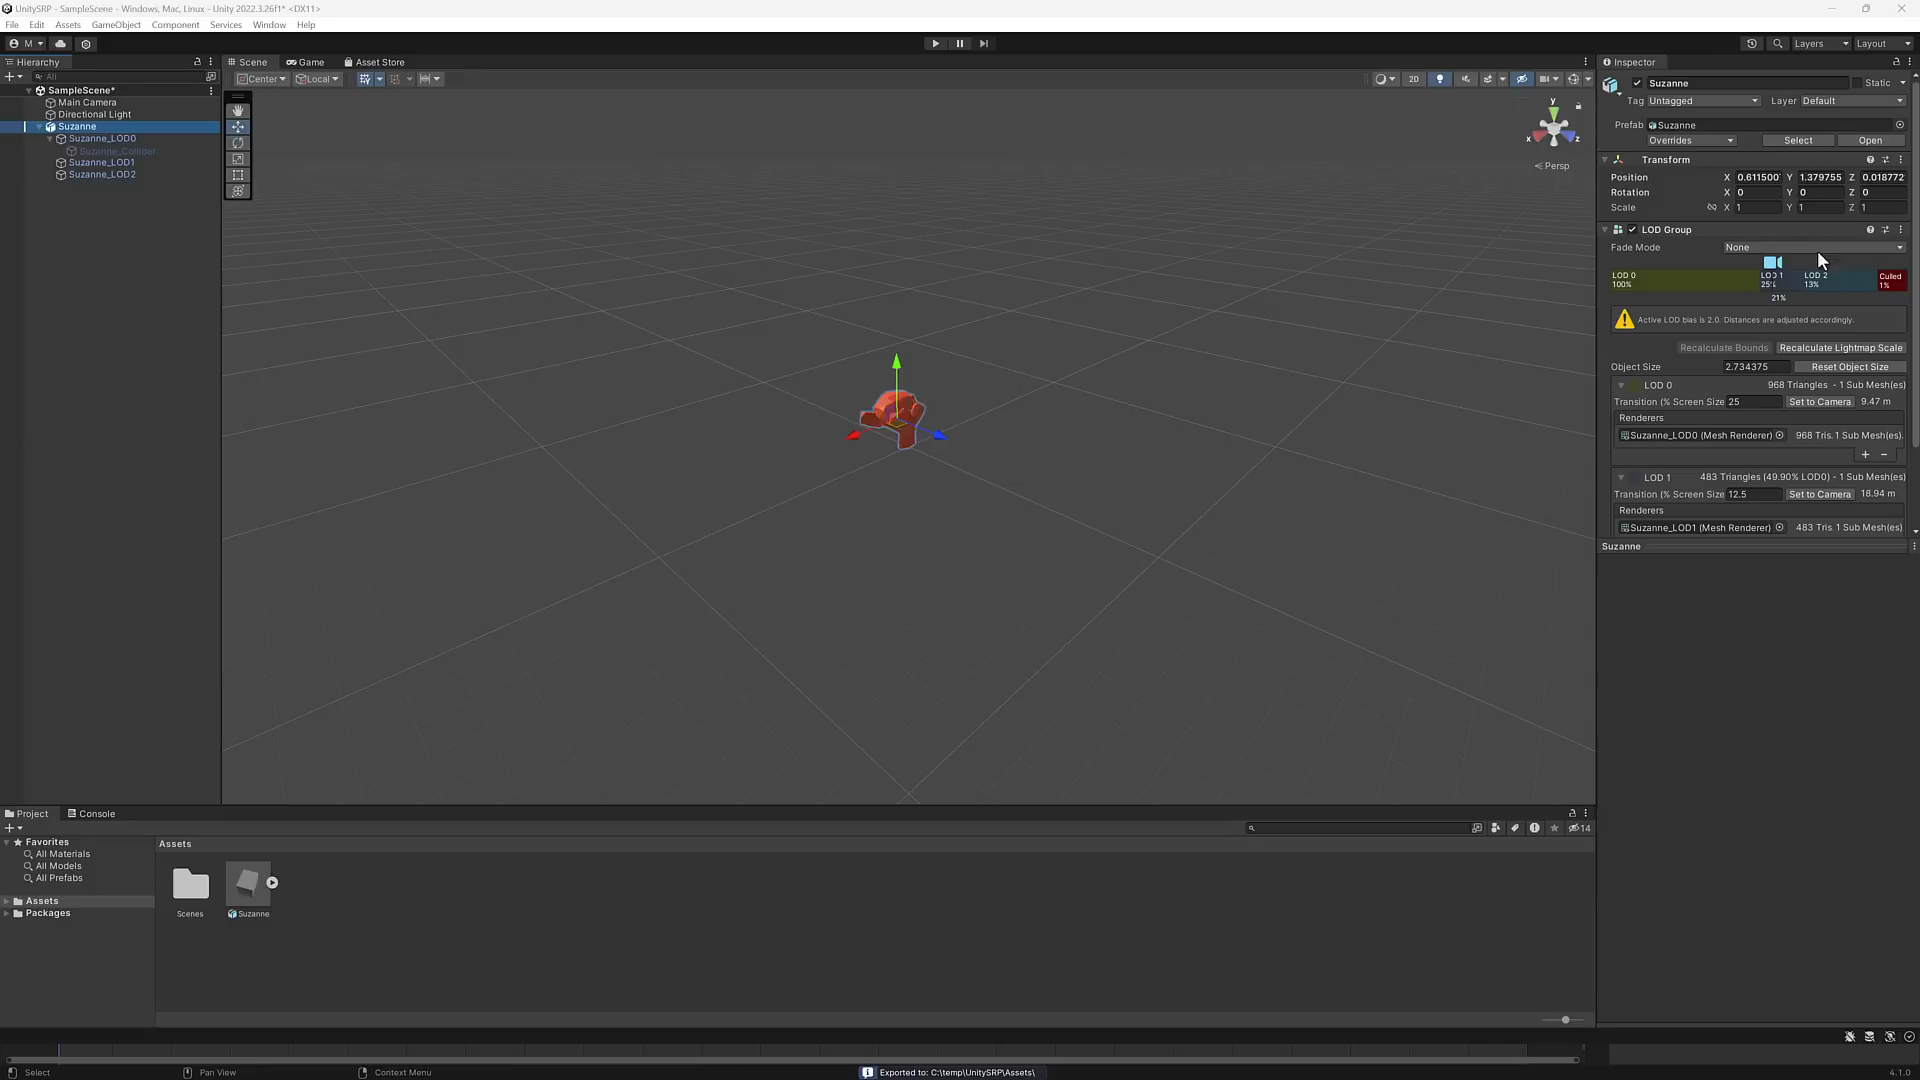 UnitySRP - SampleScene - Windows, Mac, Linux - Unity 2022.3.26f1* <DX11>
File Edit Assets GameObject Component Services Window Help
M
Layers Layout
Hierarchy
All
SampleScene*
Main Camera
Directional Light
Suzanne
Suzanne_LOD0
Suzanne_Collider
Suzanne_LOD1
Suzanne_LOD2
Scene Game Asset Store
Center Local 2D
y
x z
Persp
Inspector
Suzanne Static
Tag Untagged Layer Default
Prefab Suzanne
Overrides Select Open
Transform
Position X 0.611500 Y 1.379755 Z 0.018772
Rotation X 0 Y 0 Z 0
Scale X 1 Y 1 Z 1
LOD Group
Fade Mode None
LOD 0 LOD 1 LOD 2 Culled
100% 25% 13% 1%
21%
Active LOD bias is 2.0. Distances are adjusted accordingly.
Recalculate Bounds Recalculate Lightmap Scale
Object Size 2.734375 Reset Object Size
LOD 0 968 Triangles - 1 Sub Mesh(es)
Transition (% Screen Size 25 Set to Camera 9.47 m
Renderers
Suzanne_LOD0 (Mesh Renderer) 968 Tris. 1 Sub Mesh(es).
+ −
LOD 1 483 Triangles (49.90% LOD0) - 1 Sub Mesh(es)
Transition (% Screen Size 12.5 Set to Camera 18.94 m
Renderers
Suzanne_LOD1 (Mesh Renderer) 483 Tris 1 Sub Mesh(es)
Suzanne
Project Console
14
Favorites
All Materials
All Models
All Prefabs
Assets
Packages
Assets
Scenes
Suzanne
Select Pan View Context Menu Exported to: C:\temp\UnitySRP\Assets\ 4.1.0